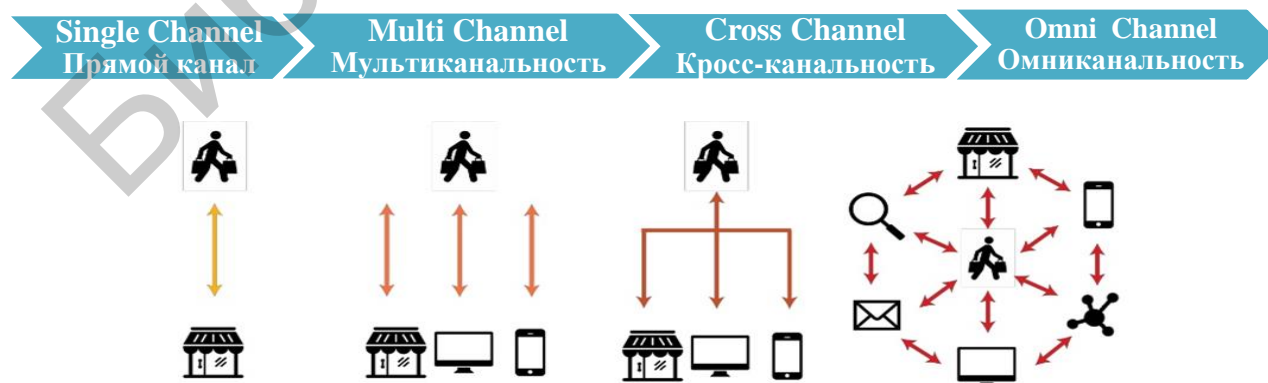 Single Channel
Прямой канал
Multi Channel
Мультиканальность
Cross Channel
Кросс-канальность
Omni Channel
Омниканальность